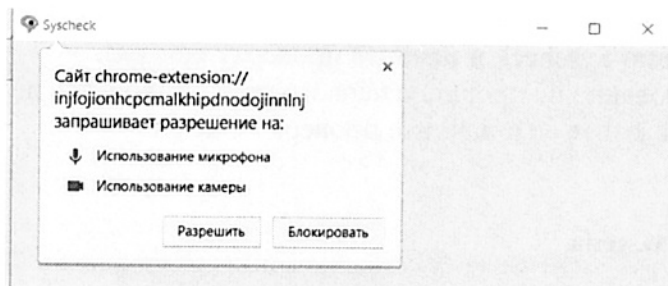 Syscheck
Сайт chrome-extension://
injfojionhcpcmalkhipdnodojinnlnj
запрашивает разрешение на:
Использование микрофона
Использование камеры
Разрешить
Блокировать